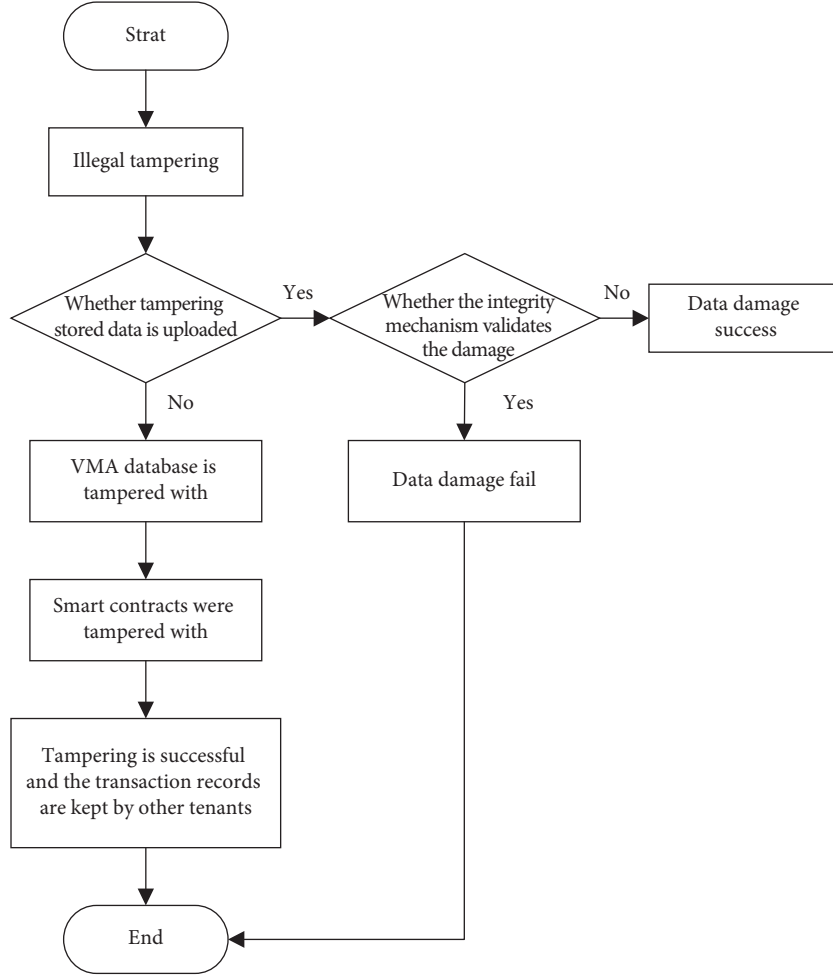 Strat
Illegal tampering
Whether tampering
stored data is uploaded
Yes
Whether the integrity
mechanism validates
the damage
No
Data damage
success
No
Yes
VMA database is
tampered with
Data damage fail
Smart contracts were
tampered with
Tampering is successful
and the transaction records
are kept by other tenants
End